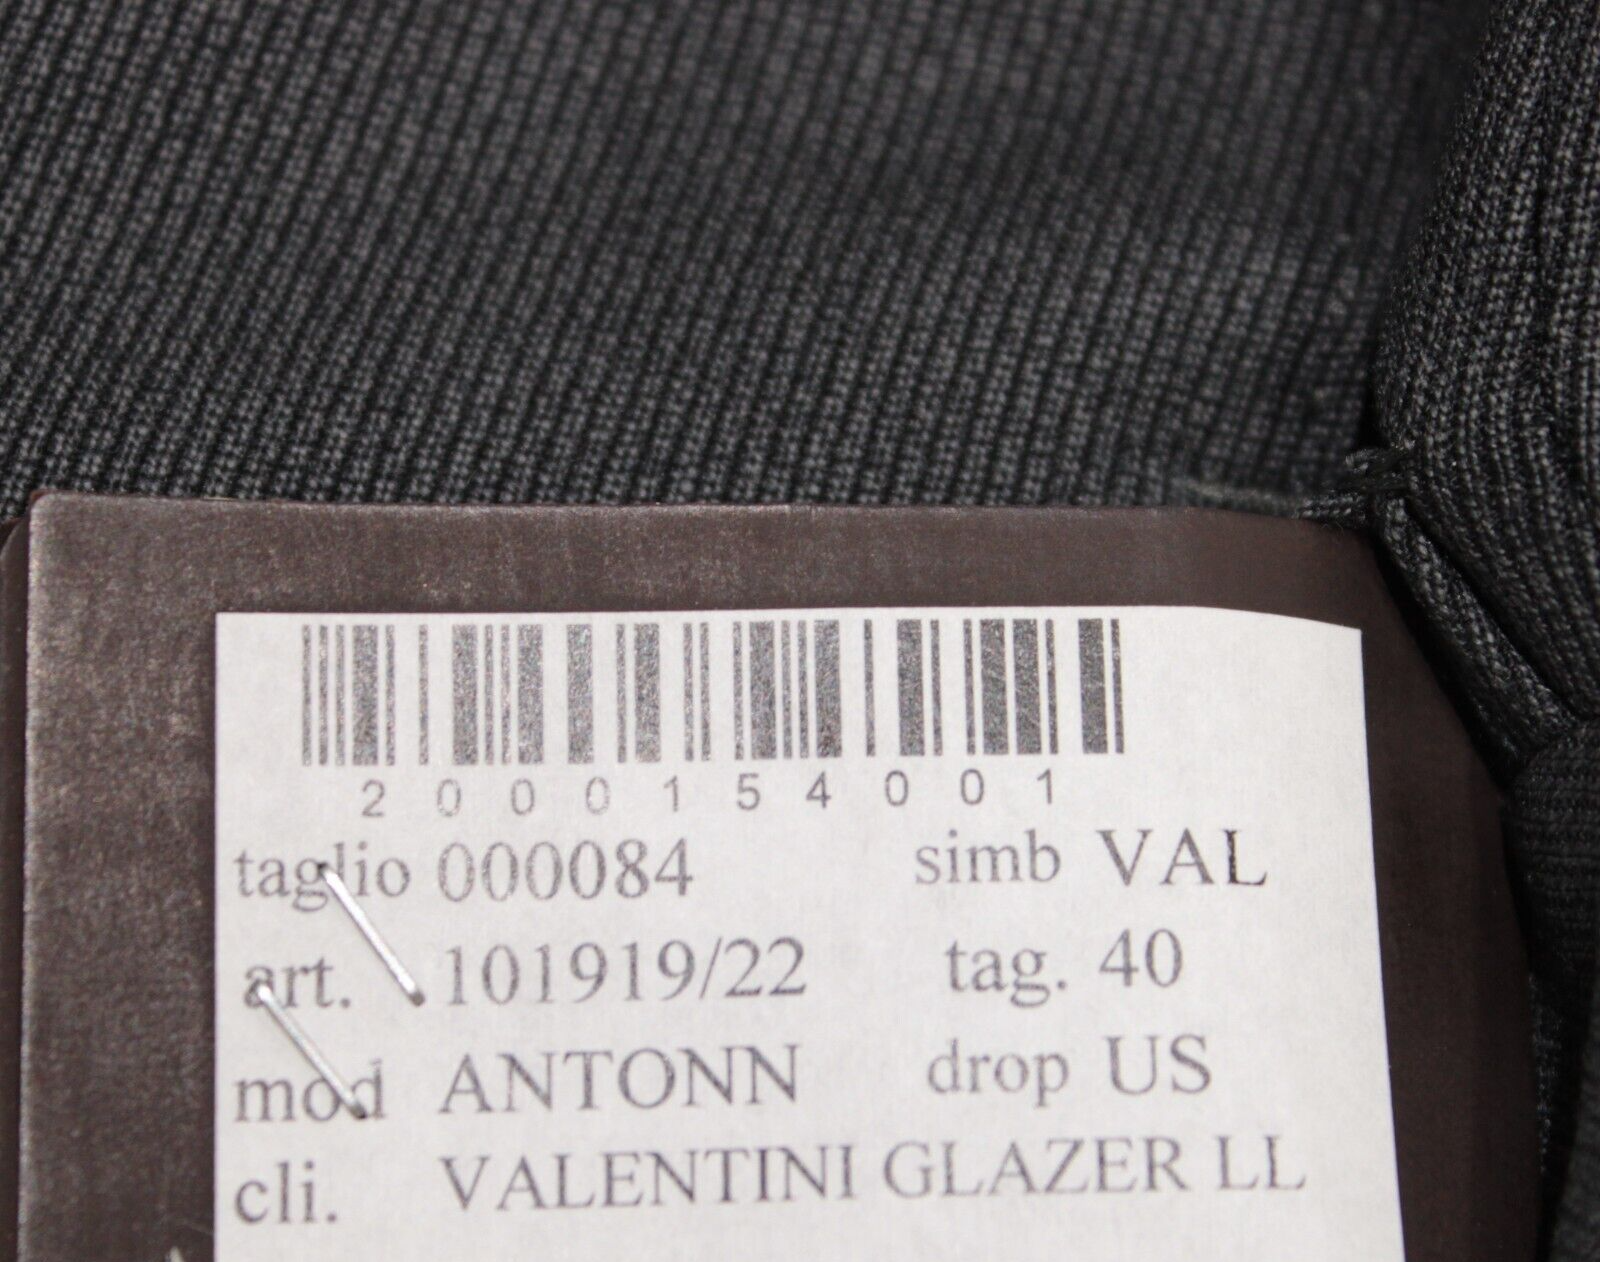 2000154001
taglio 000084 simb VAL
art. 101919/22 tag. 40
mod ANTONN drop US
cli. VALENTINI GLAZER LL